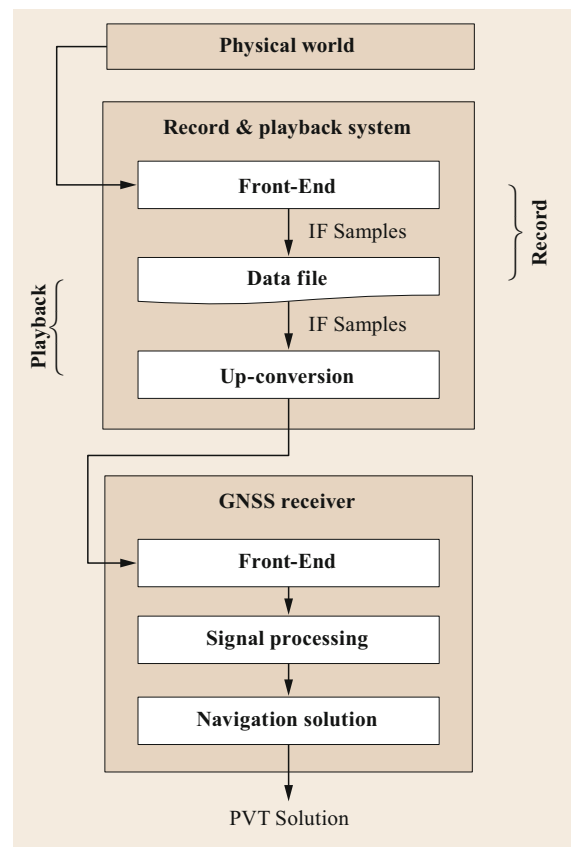 Physical world
Record & playback system
Front-End
IF Samples
Record
Data file
Playback
IF Samples
Up-conversion
GNSS receiver
Front-End
Signal processing
Navigation solution
PVT Solution